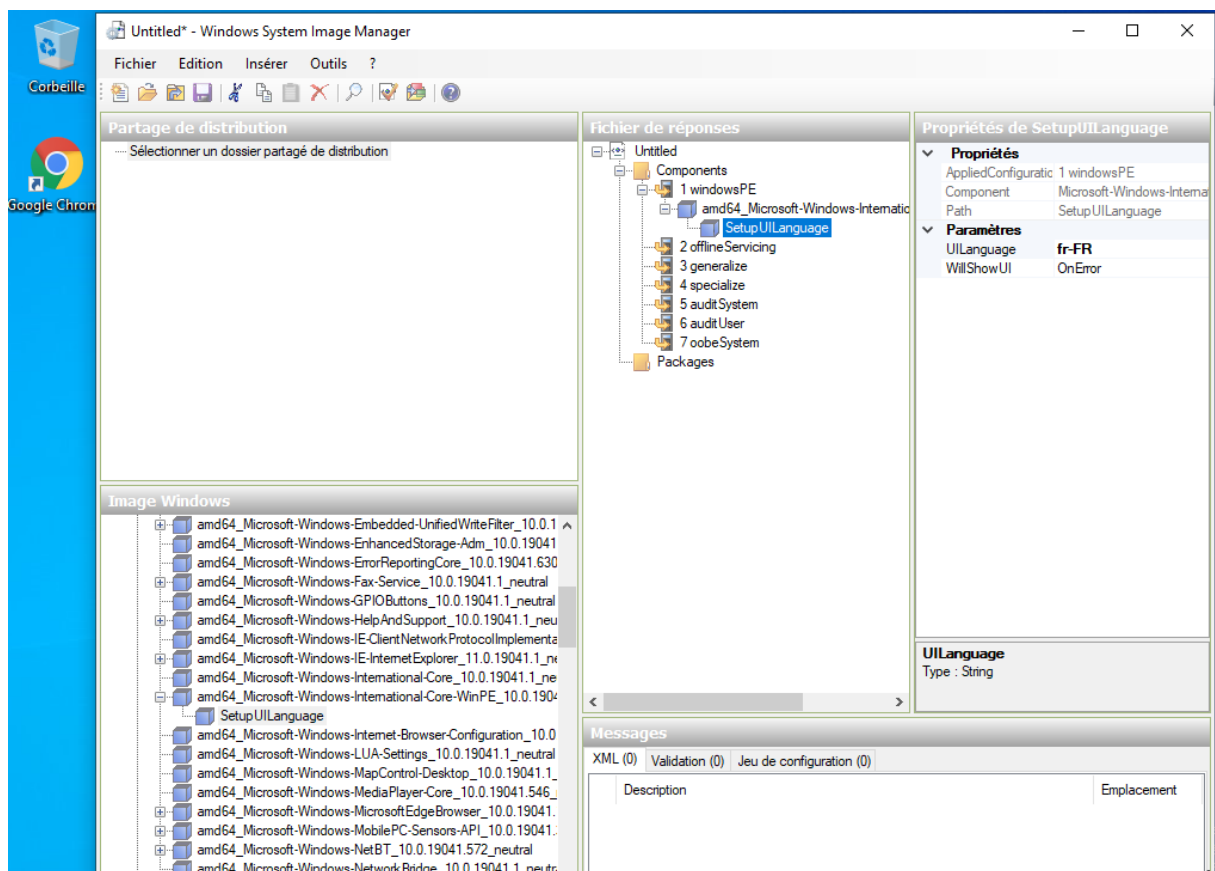 Untitled* - Windows System Image Manager
Fichier Edition Insérer Outils ?
Corbeille
Google Chrom
Partage de distribution
Sélectionner un dossier partagé de distribution
Fichier de réponses
Untitled
Components
1 windowsPE
amd64_Microsoft-Windows-Internatic
SetupUILanguage
2 offlineServicing
3 generalize
4 specialize
5 auditSystem
6 auditUser
7 oobeSystem
Packages
Propriétés de SetupUILanguage
Propriétés
AppliedConfiguratic 1 windowsPE
Component Microsoft-Windows-Interna
Path SetupUILanguage
Paramètres
UILanguage fr-FR
WillShowUI OnError
UILanguage
Type : String
Image Windows
amd64_Microsoft-Windows-Embedded-UnifiedWriteFilter_10.0.1
amd64_Microsoft-Windows-EnhancedStorage-Adm_10.0.19041
amd64_Microsoft-Windows-ErrorReportingCore_10.0.19041.630
amd64_Microsoft-Windows-Fax-Service_10.0.19041.1_neutral
amd64_Microsoft-Windows-GPIOButtons_10.0.19041.1_neutral
amd64_Microsoft-Windows-HelpAndSupport_10.0.19041.1_neu
amd64_Microsoft-Windows-IE-ClientNetworkProtocolImplementa
amd64_Microsoft-Windows-IE-InternetExplorer_11.0.19041.1_ne
amd64_Microsoft-Windows-International-Core_10.0.19041.1_ne
amd64_Microsoft-Windows-International-Core-WinPE_10.0.1904
SetupUILanguage
amd64_Microsoft-Windows-Internet-Browser-Configuration_10.0
amd64_Microsoft-Windows-LUA-Settings_10.0.19041.1_neutral
amd64_Microsoft-Windows-MapControl-Desktop_10.0.19041.1_
amd64_Microsoft-Windows-MediaPlayer-Core_10.0.19041.546_
amd64_Microsoft-Windows-MicrosoftEdgeBrowser_10.0.19041.
amd64_Microsoft-Windows-MobilePC-Sensors-API_10.0.19041.
amd64_Microsoft-Windows-NetBT_10.0.19041.572_neutral
amd64_Microsoft-Windows-NetworkBridge_10.0.19041.1_neutr
Messages
XML (0) Validation (0) Jeu de configuration (0)
Description Emplacement